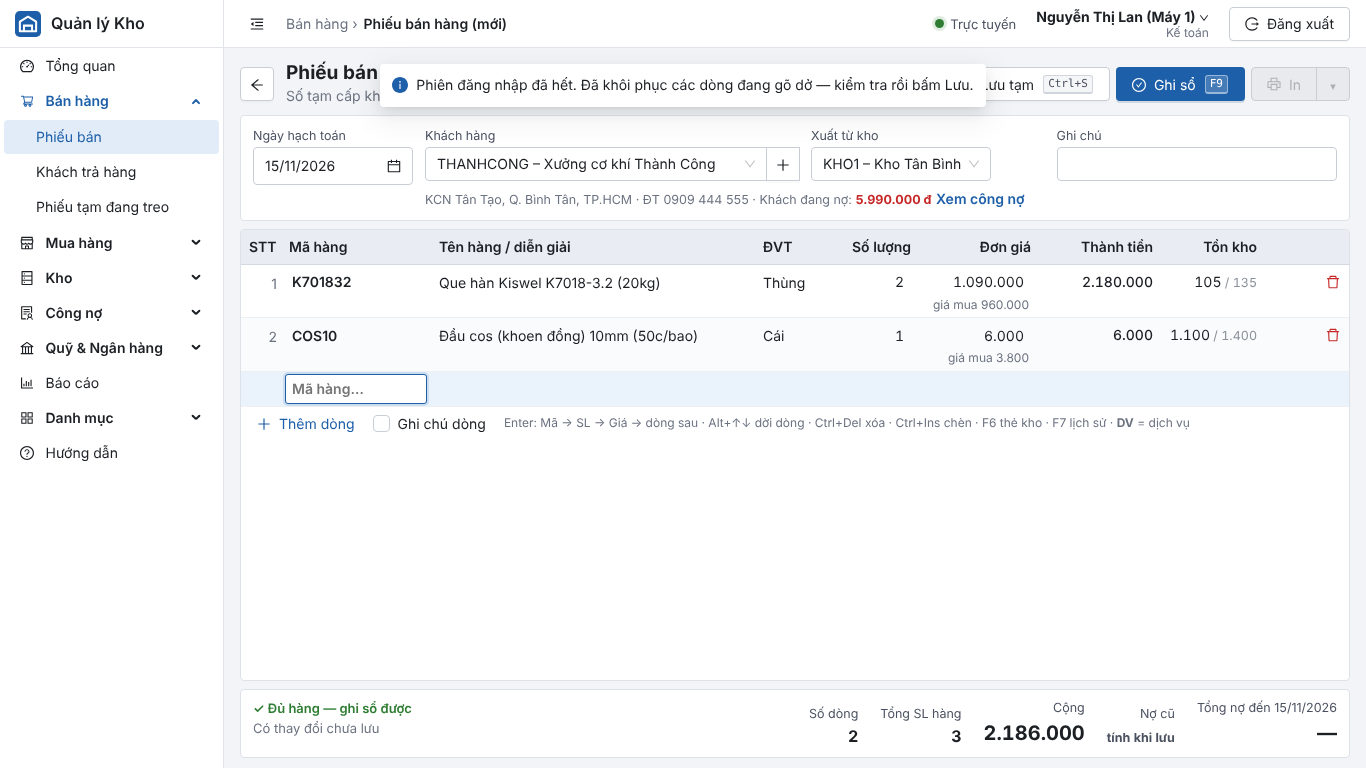 Quản lý Kho
Tổng quan
Bán hàng
Phiếu bán
Khách trả hàng
Phiếu tạm đang treo
Mua hàng
Kho
Công nợ
Quỹ & Ngân hàng
Báo cáo
Danh mục
Hướng dẫn
Bán hàng › Phiếu bán hàng (mới)
Trực tuyến
Nguyễn Thị Lan (Máy 1)
Kế toán
Đăng xuất
Phiếu bán
Số tạm cấp kh
Phiên đăng nhập đã hết. Đã khôi phục các dòng đang gõ dở — kiểm tra rồi bấm Lưu.
Lưu tạm Ctrl+S
Ghi sổ F9
In
Ngày hạch toán
15/11/2026
Khách hàng
THANHCONG – Xưởng cơ khí Thành Công
Xuất từ kho
KHO1 – Kho Tân Bình
Ghi chú
KCN Tân Tạo, Q. Bình Tân, TP.HCM · ĐT 0909 444 555 · Khách đang nợ: 5.990.000 đ Xem công nợ
STT Mã hàng Tên hàng / diễn giải ĐVT Số lượng Đơn giá Thành tiền Tồn kho
1 K701832 Que hàn Kiswel K7018-3.2 (20kg) Thùng 2 1.090.000 2.180.000 105 / 135
giá mua 960.000
2 COS10 Đầu cos (khoen đồng) 10mm (50c/bao) Cái 1 6.000 6.000 1.100 / 1.400
giá mua 3.800
Mã hàng...
+ Thêm dòng
Ghi chú dòng
Enter: Mã → SL → Giá → dòng sau · Alt+↑↓ dời dòng · Ctrl+Del xóa · Ctrl+Ins chèn · F6 thẻ kho · F7 lịch sử · DV = dịch vụ
✓ Đủ hàng — ghi sổ được
Có thay đổi chưa lưu
Số dòng
2
Tổng SL hàng
3
Cộng
2.186.000
Nợ cũ
tính khi lưu
Tổng nợ đến 15/11/2026
—